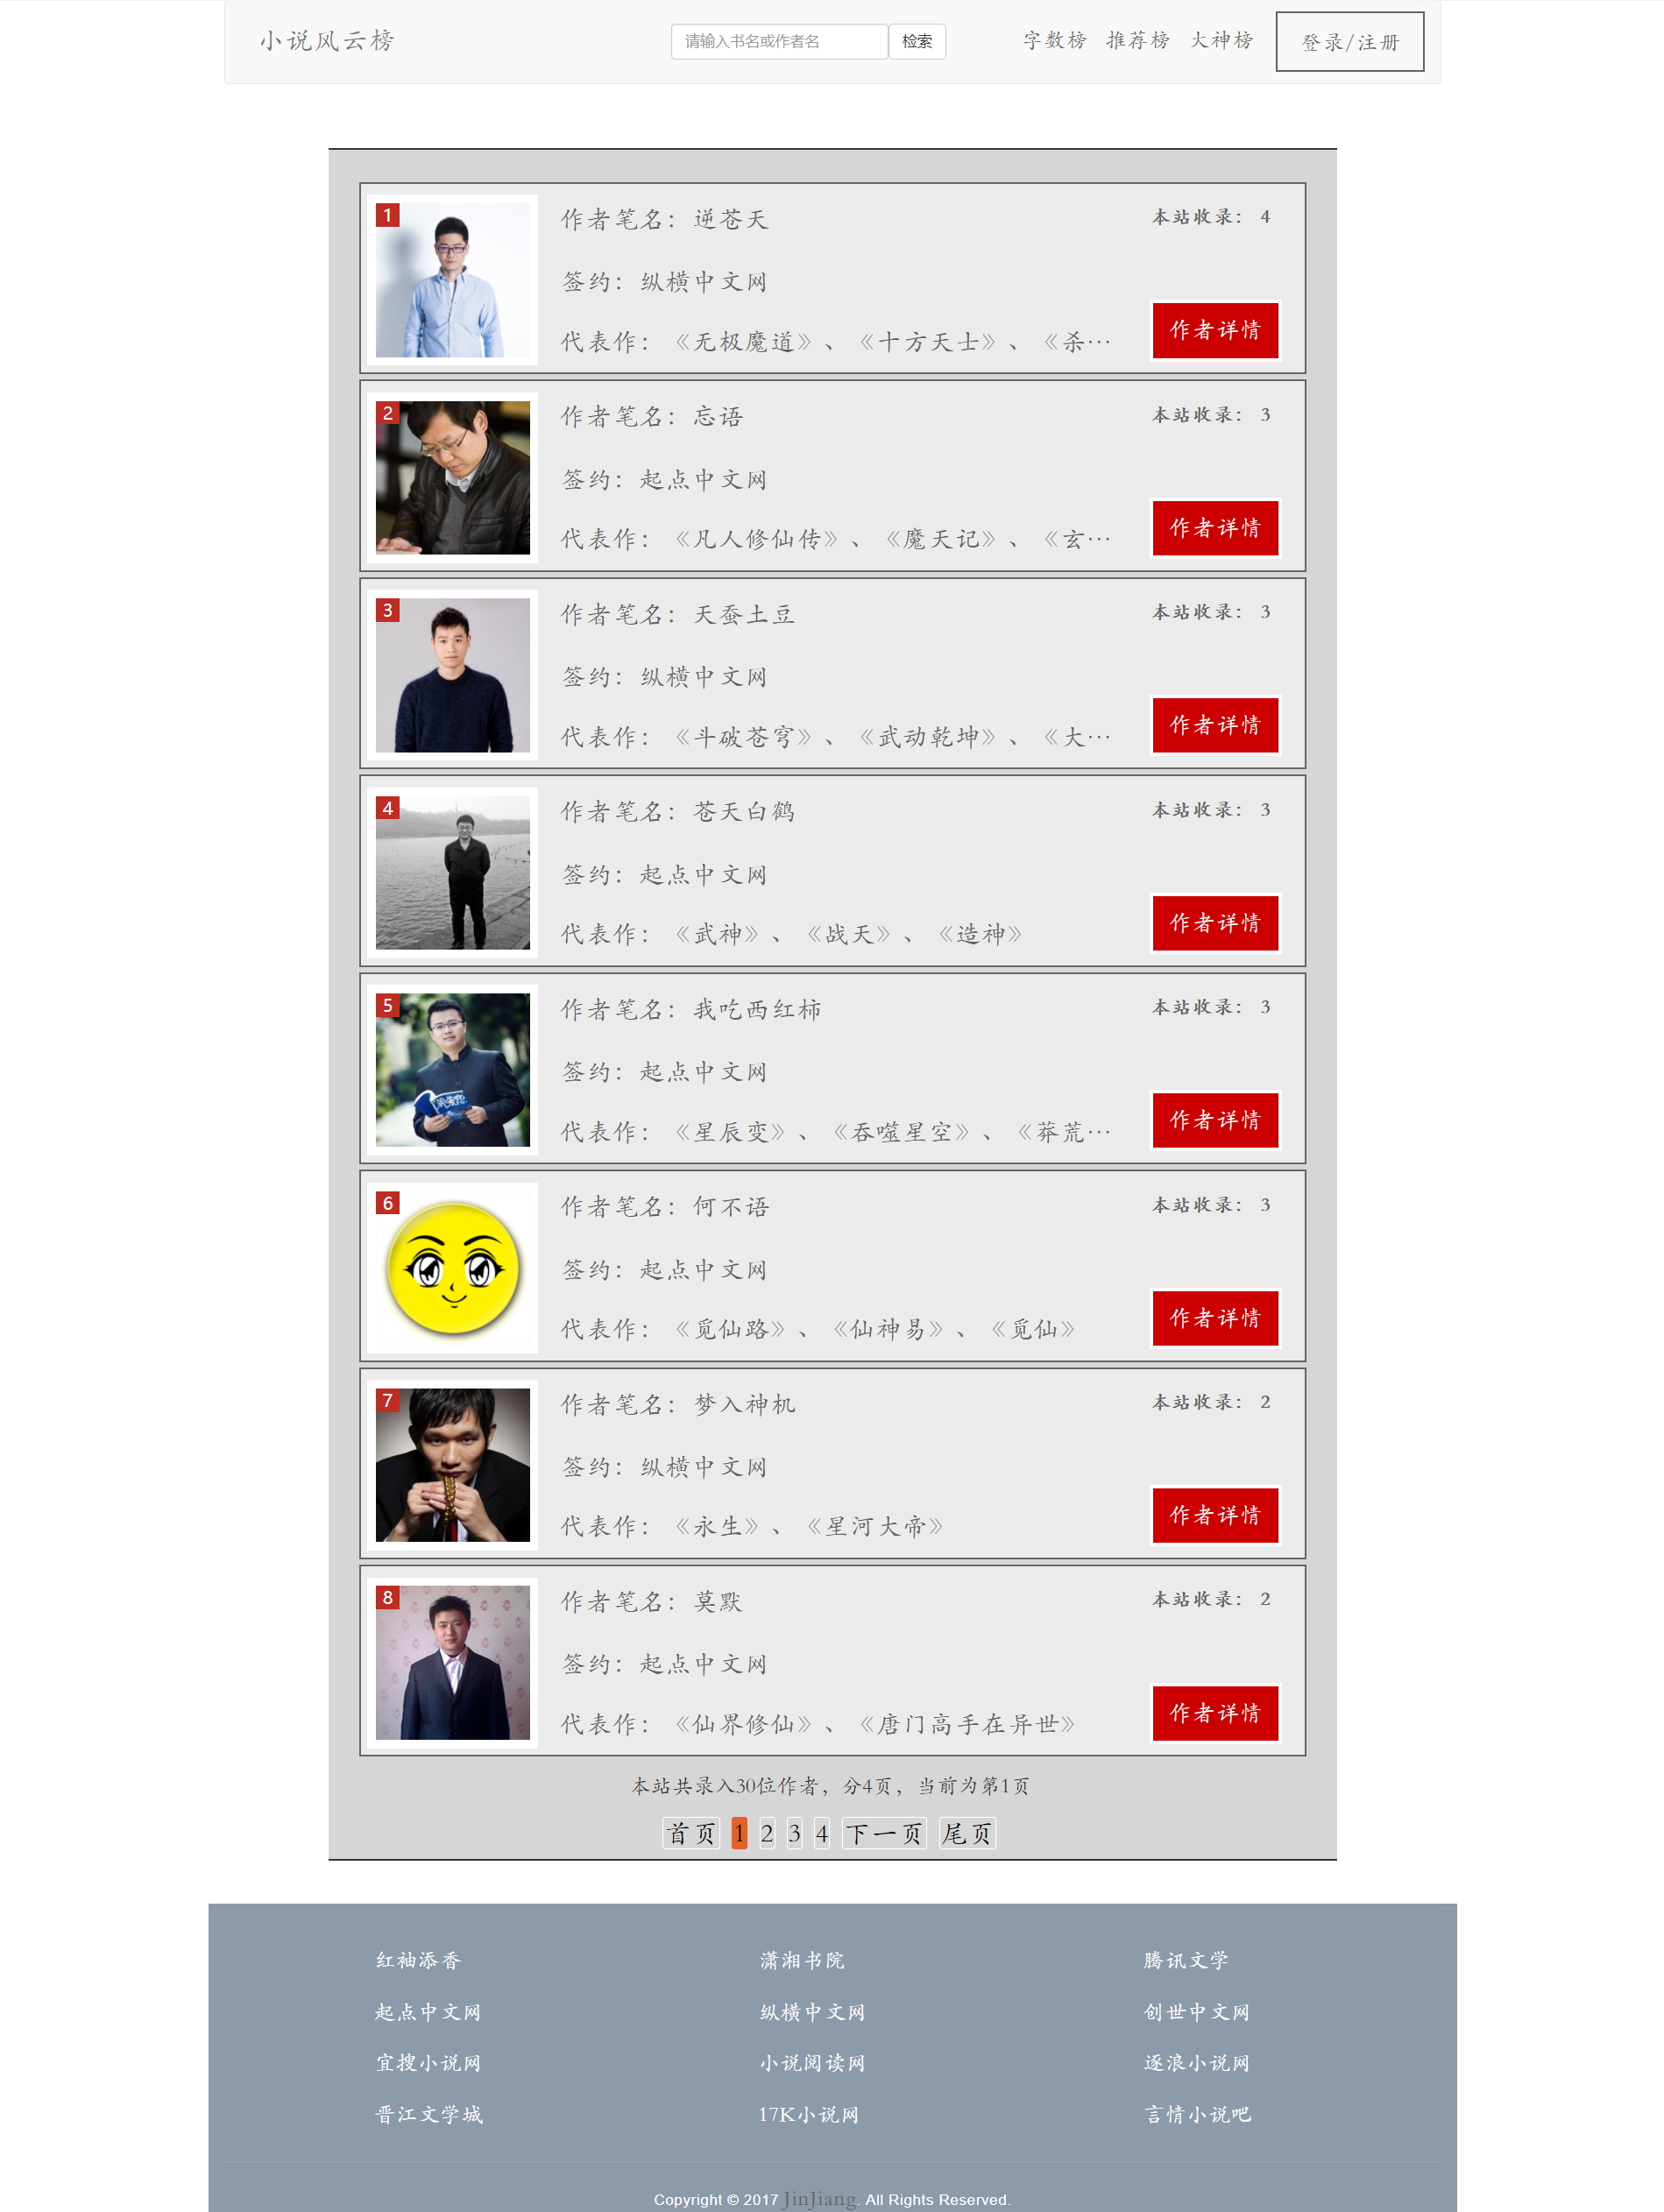 小说风云榜 请输入书名或作者名 检索 字数榜 推荐榜 大神榜 登录/注册
1 作者笔名：逆苍天 本站收录： 4
签约：纵横中文网
代表作：《无极魔道》、《十方天士》、《杀… 作者详情
2 作者笔名：忘语 本站收录： 3
签约：起点中文网
代表作：《凡人修仙传》、《魔天记》、《玄… 作者详情
3 作者笔名：天蚕土豆 本站收录： 3
签约：纵横中文网
代表作：《斗破苍穹》、《武动乾坤》、《大… 作者详情
4 作者笔名：苍天白鹤 本站收录： 3
签约：起点中文网
代表作：《武神》、《战天》、《造神》 作者详情
5 作者笔名：我吃西红柿 本站收录： 3
签约：起点中文网
代表作：《星辰变》、《吞噬星空》、《莽荒… 作者详情
6 作者笔名：何不语 本站收录： 3
签约：起点中文网
代表作：《觅仙路》、《仙神易》、《觅仙》 作者详情
7 作者笔名：梦入神机 本站收录： 2
签约：纵横中文网
代表作：《永生》、《星河大帝》 作者详情
8 作者笔名：莫默 本站收录： 2
签约：起点中文网
代表作：《仙界修仙》、《唐门高手在异世》 作者详情
本站共录入30位作者，分4页，当前为第1页
首页 1 2 3 4 下一页 尾页
红袖添香 潇湘书院 腾讯文学
起点中文网 纵横中文网 创世中文网
宜搜小说网 小说阅读网 逐浪小说网
晋江文学城 17K小说网 言情小说吧
Copyright © 2017 JinJiang. All Rights Reserved.